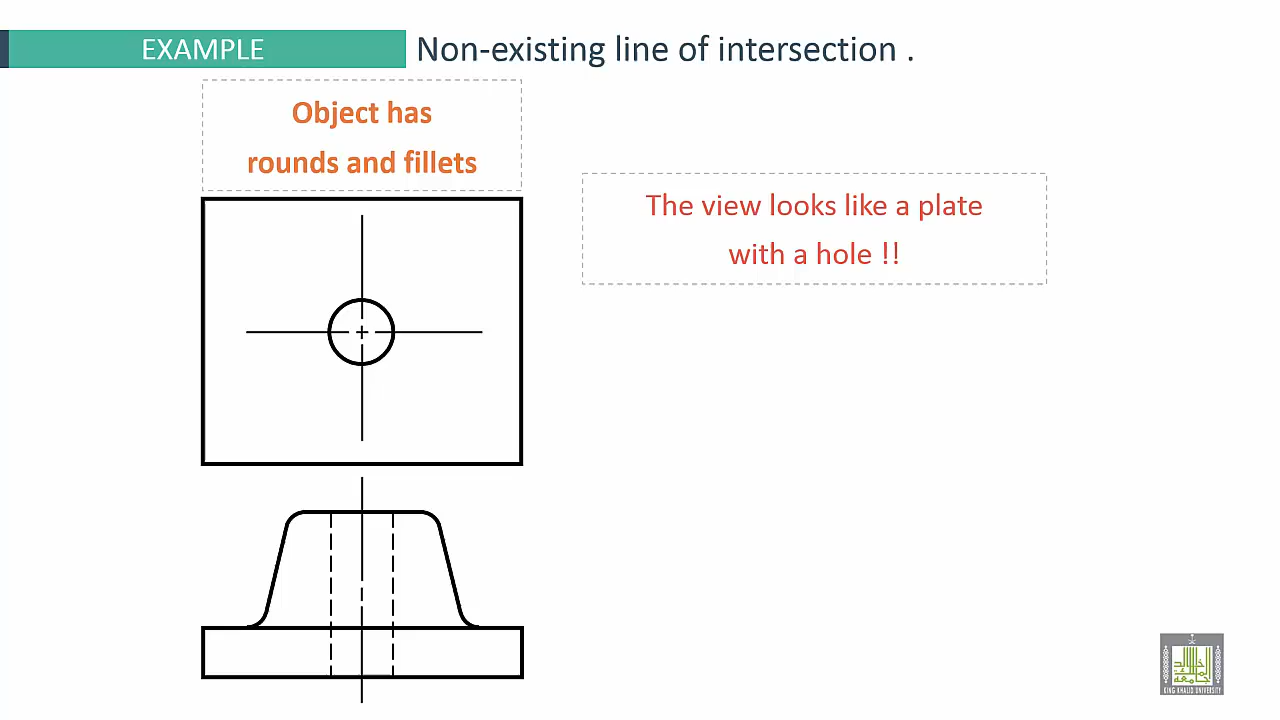 EXAMPLE
Non-existing line of intersection .
Object has
rounds and fillets
The view looks like a plate
with a hole !!
KING KHALID UNIVERSITY